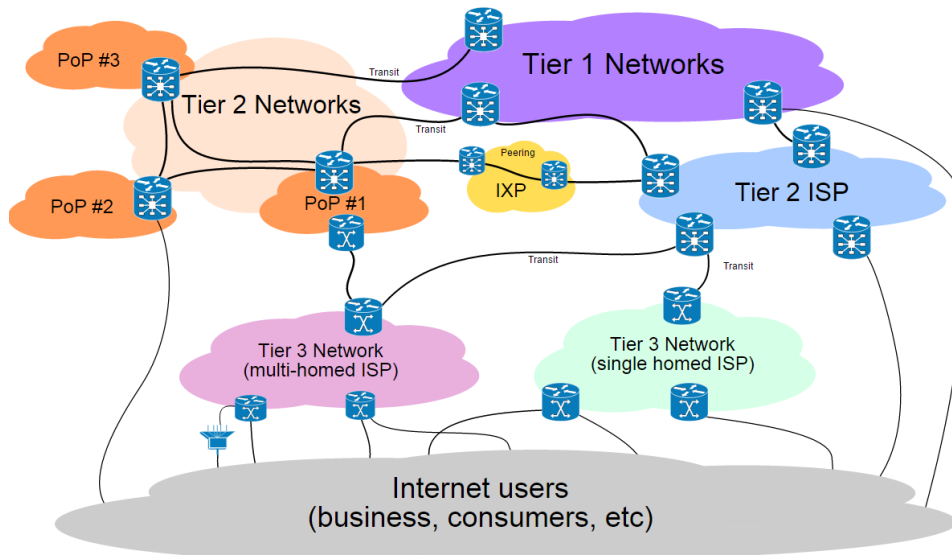 PoP #3
Tier 1 Networks
Transit
Tier 2 Networks
Transit
Peering
IXP
Tier 2 ISP
PoP #2
PoP #1
Transit
Transit
Tier 3 Network
(multi-homed ISP)
Tier 3 Network
(single homed ISP)
Internet users
(business, consumers, etc)